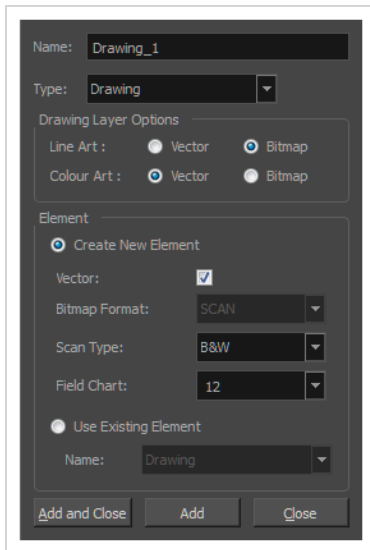 Name: Drawing_1
Type: Drawing
Drawing Layer Options
Line Art : Vector Bitmap
Colour Art : Vector Bitmap
Element
Create New Element
Vector:
Bitmap Format: SCAN
Scan Type: B&W
Field Chart: 12
Use Existing Element
Name: Drawing
Add and Close Add Close